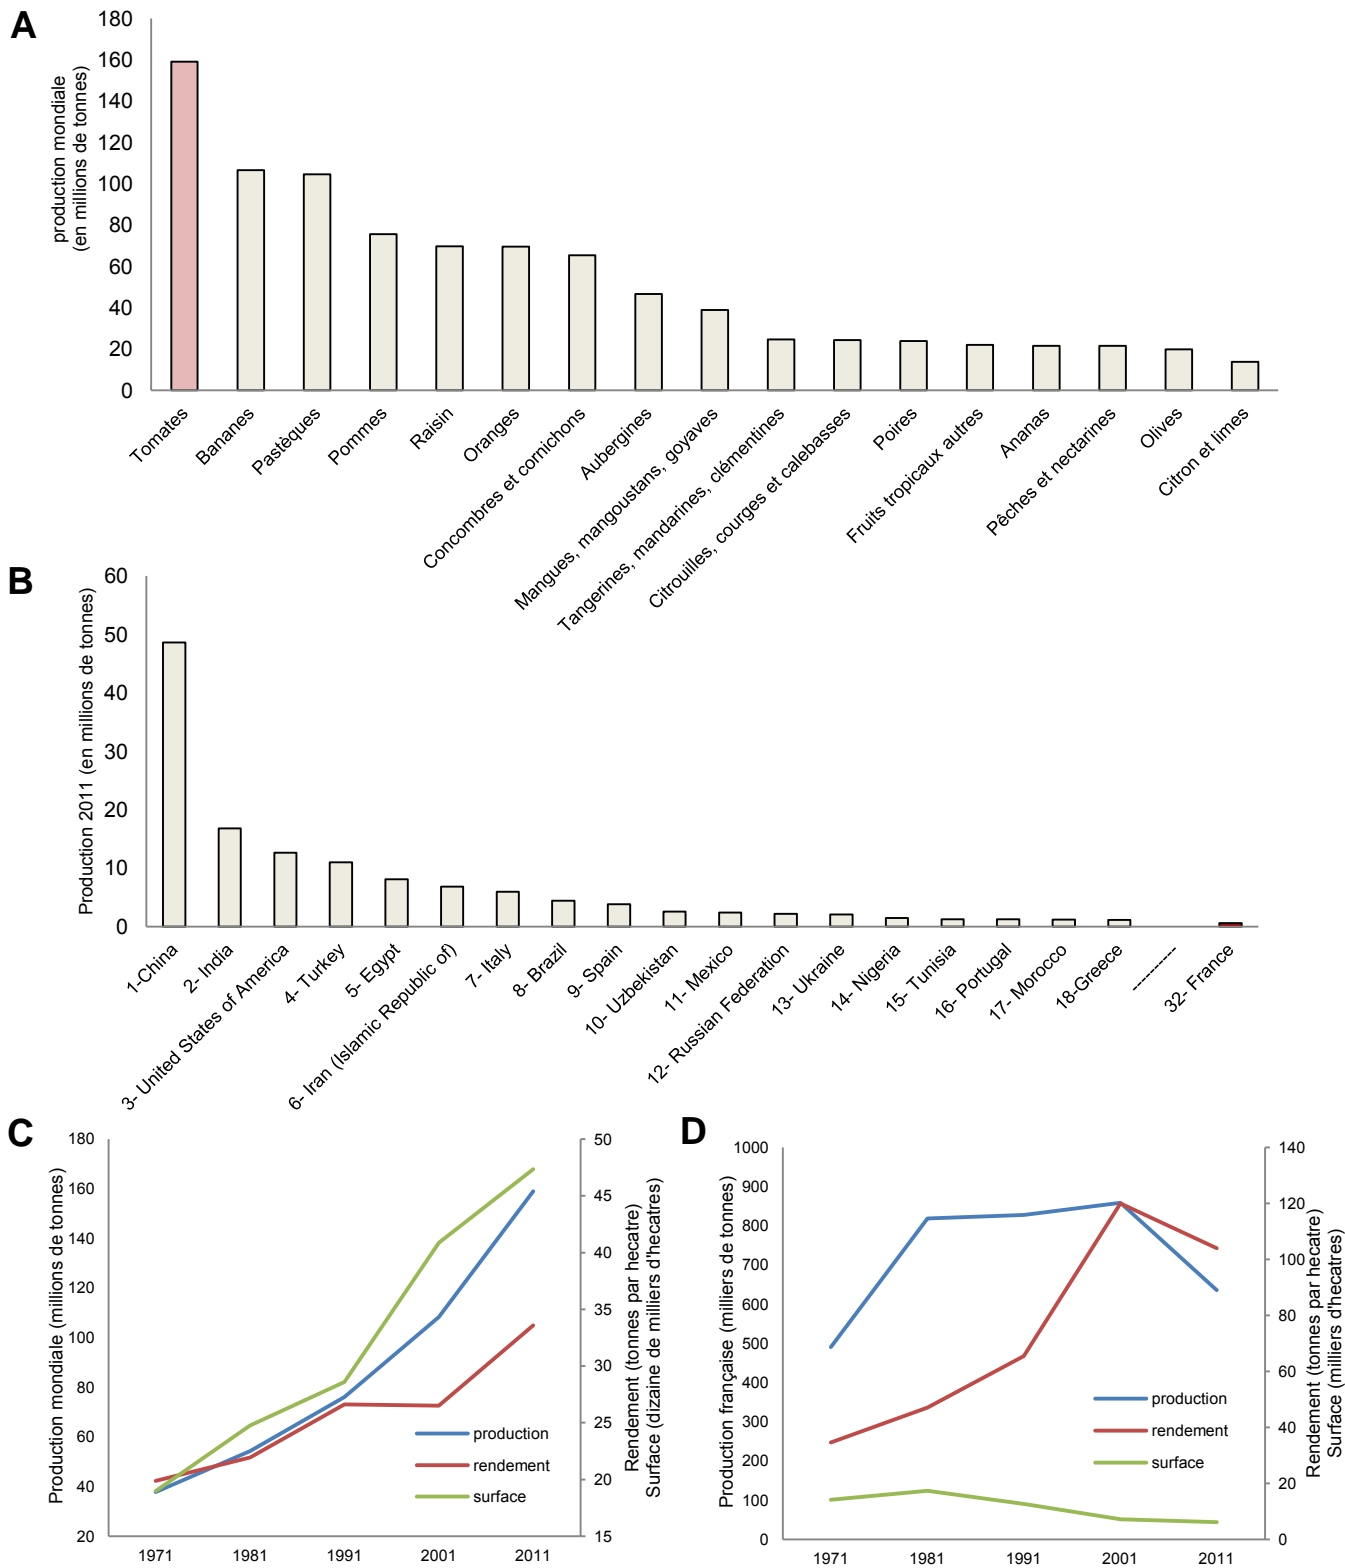 A
production mondiale
(en millions de tonnes)
180
160
140
120
100
80
60
40
20
0
Tomates
Bananes
Pastèques
Pommes
Raisin
Oranges
Concombres et cornichons
Aubergines
Mangues, mangoustans, goyaves
Tangerines, mandarines, clémentines
Citrouilles, courges et calebasses
Poires
Fruits tropicaux autres
Ananas
Pêches et nectarines
Olives
Citron et limes
B
Production 2011 (en millions de tonnes)
60
50
40
30
20
10
0
1-China
2- India
3- United States of America
4- Turkey
5- Egypt
6- Iran (Islamic Republic of)
7- Italy
8- Brazil
9- Spain
10- Uzbekistan
11- Mexico
12- Russian Federation
13- Ukraine
14- Nigeria
15- Tunisia
16- Portugal
17- Morocco
18-Greece
----------
32- France
C
Production mondiale (millions de tonnes)
180
160
140
120
100
80
60
40
20
1971
1981
1991
2001
2011
production
rendement
surface
50
45
40
35
30
25
20
15
Rendement (tonnes par hecatre)
Surface (dizaine de milliers d'hecatres)
D
Production française (milliers de tonnes)
1000
900
800
700
600
500
400
300
200
100
0
1971
1981
1991
2001
2011
production
rendement
surface
140
120
100
80
60
40
20
0
Rendement (tonnes par hecatre)
Surface (milliers d'hecatres)